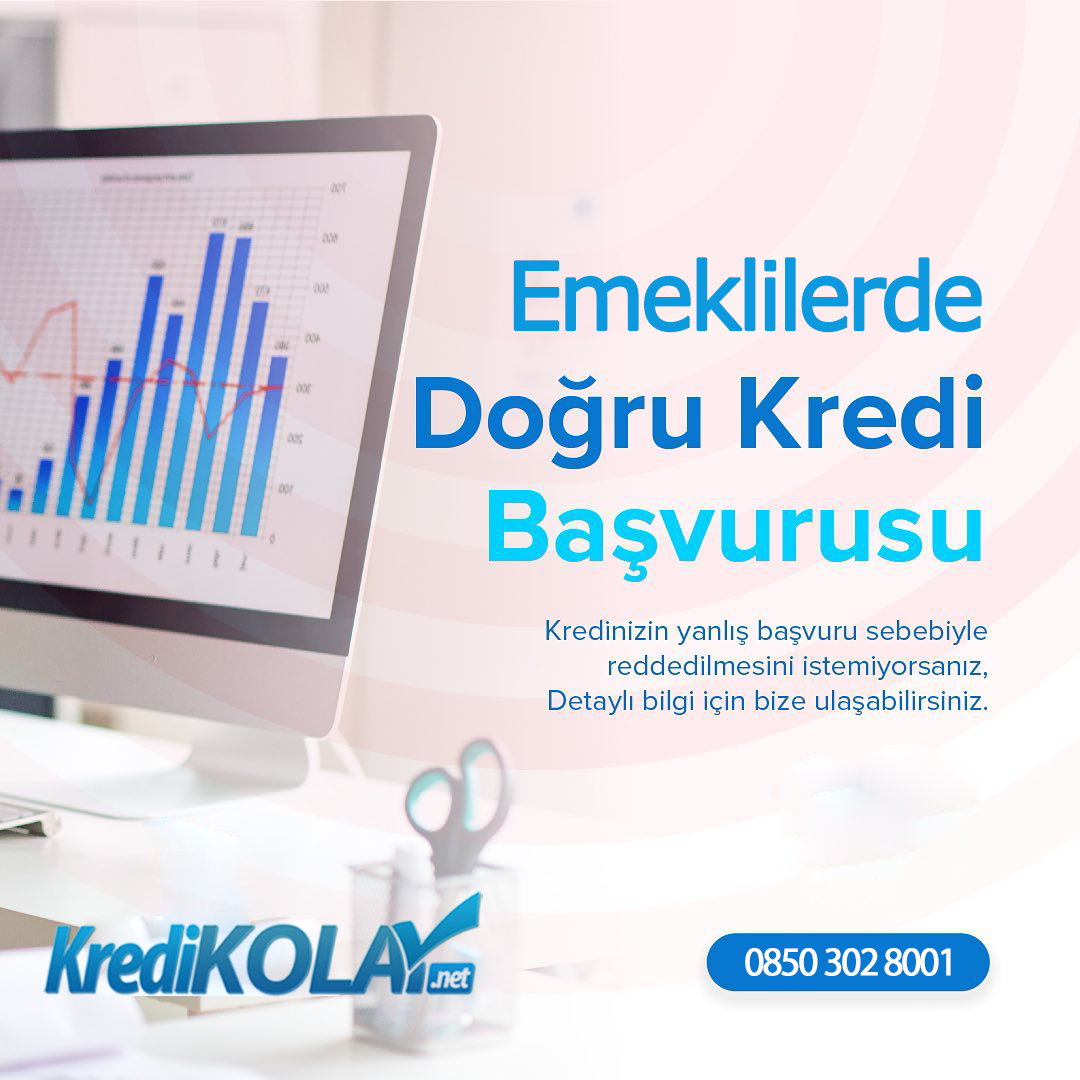 Emeklilerde
Doğru Kredi
Başvurusu
Kredinizin yanlış başvuru sebebiyle
reddedilmesini istemiyorsanız,
Detaylı bilgi için bize ulaşabilirsiniz.
KrediKOLAY.net
0850 302 8001